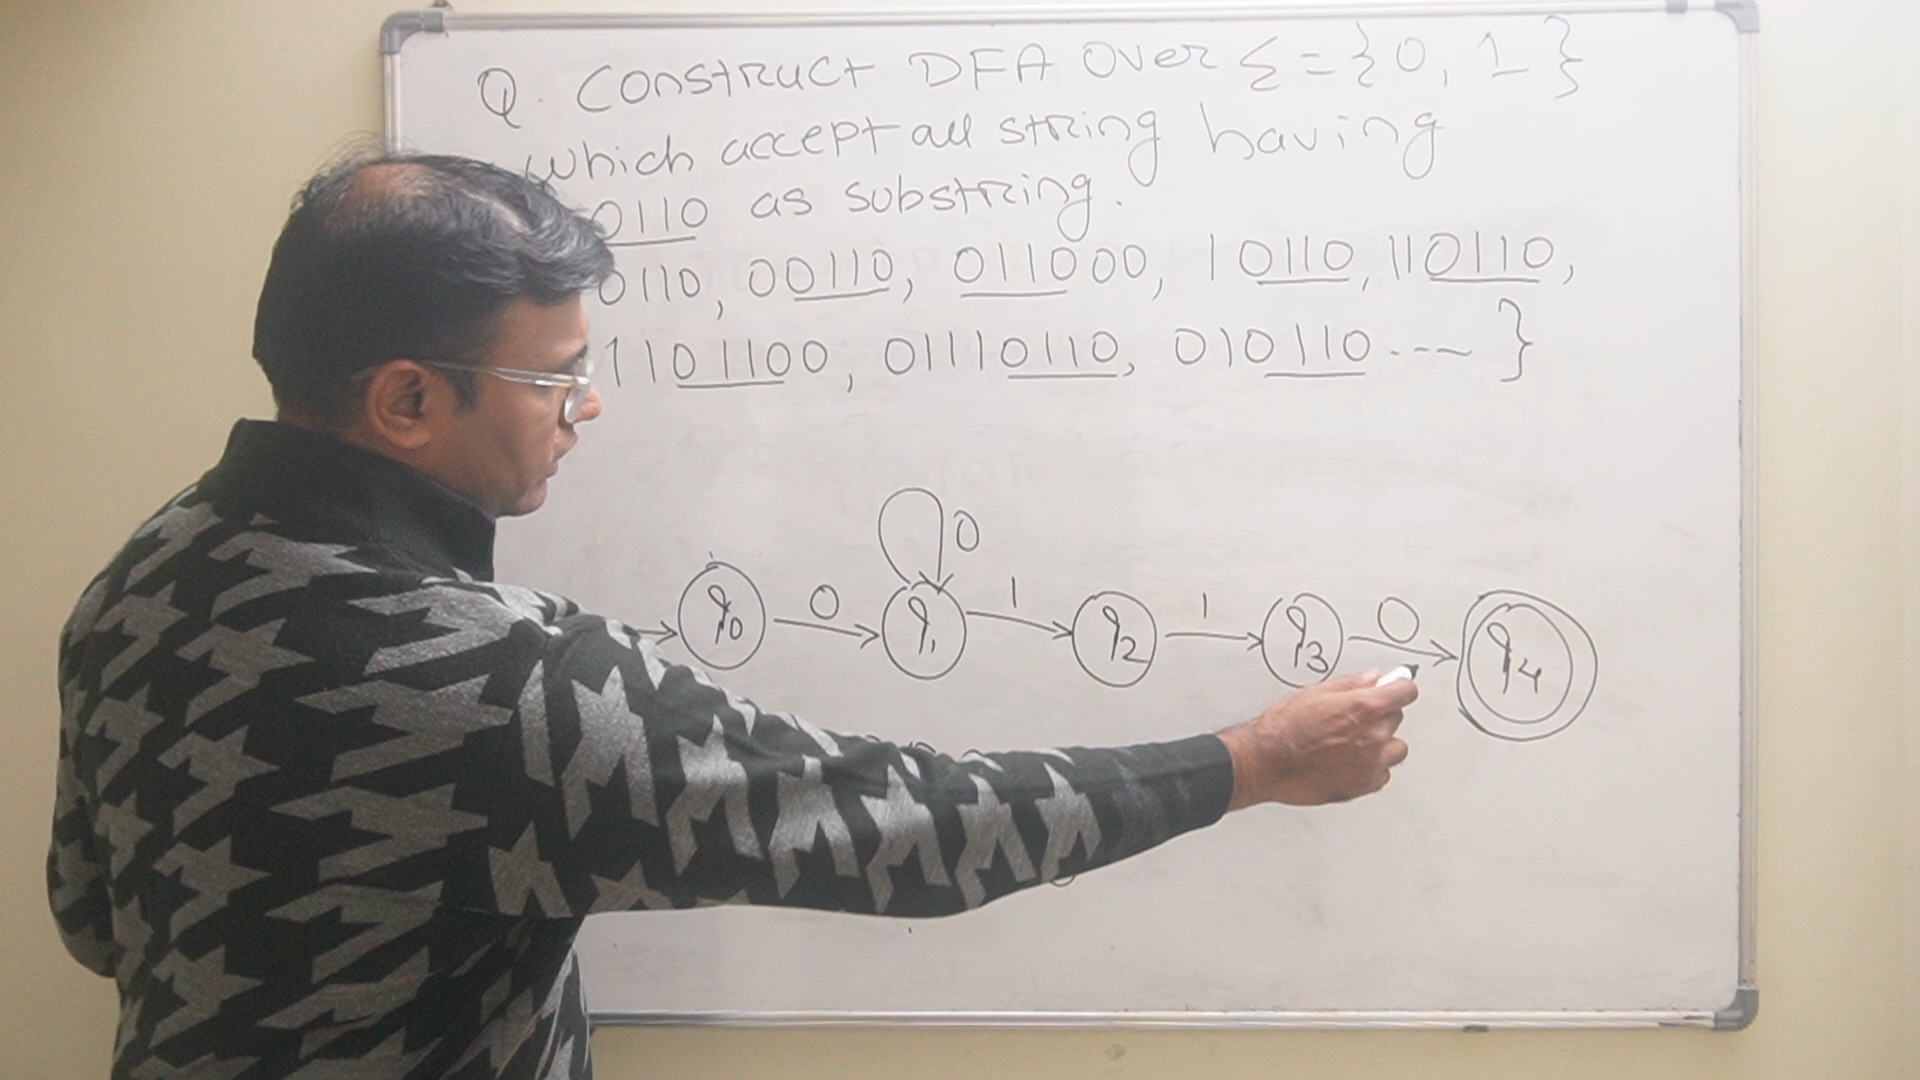 Q. Construct DFA over Σ = {0, 1}
which accept all string having
0110 as substring.
0110, 00110, 011000, 10110, 110110,
1101100, 01110110, 010110 ---- }
0
0 1 1 0
q0 q1 q2 q3 q4